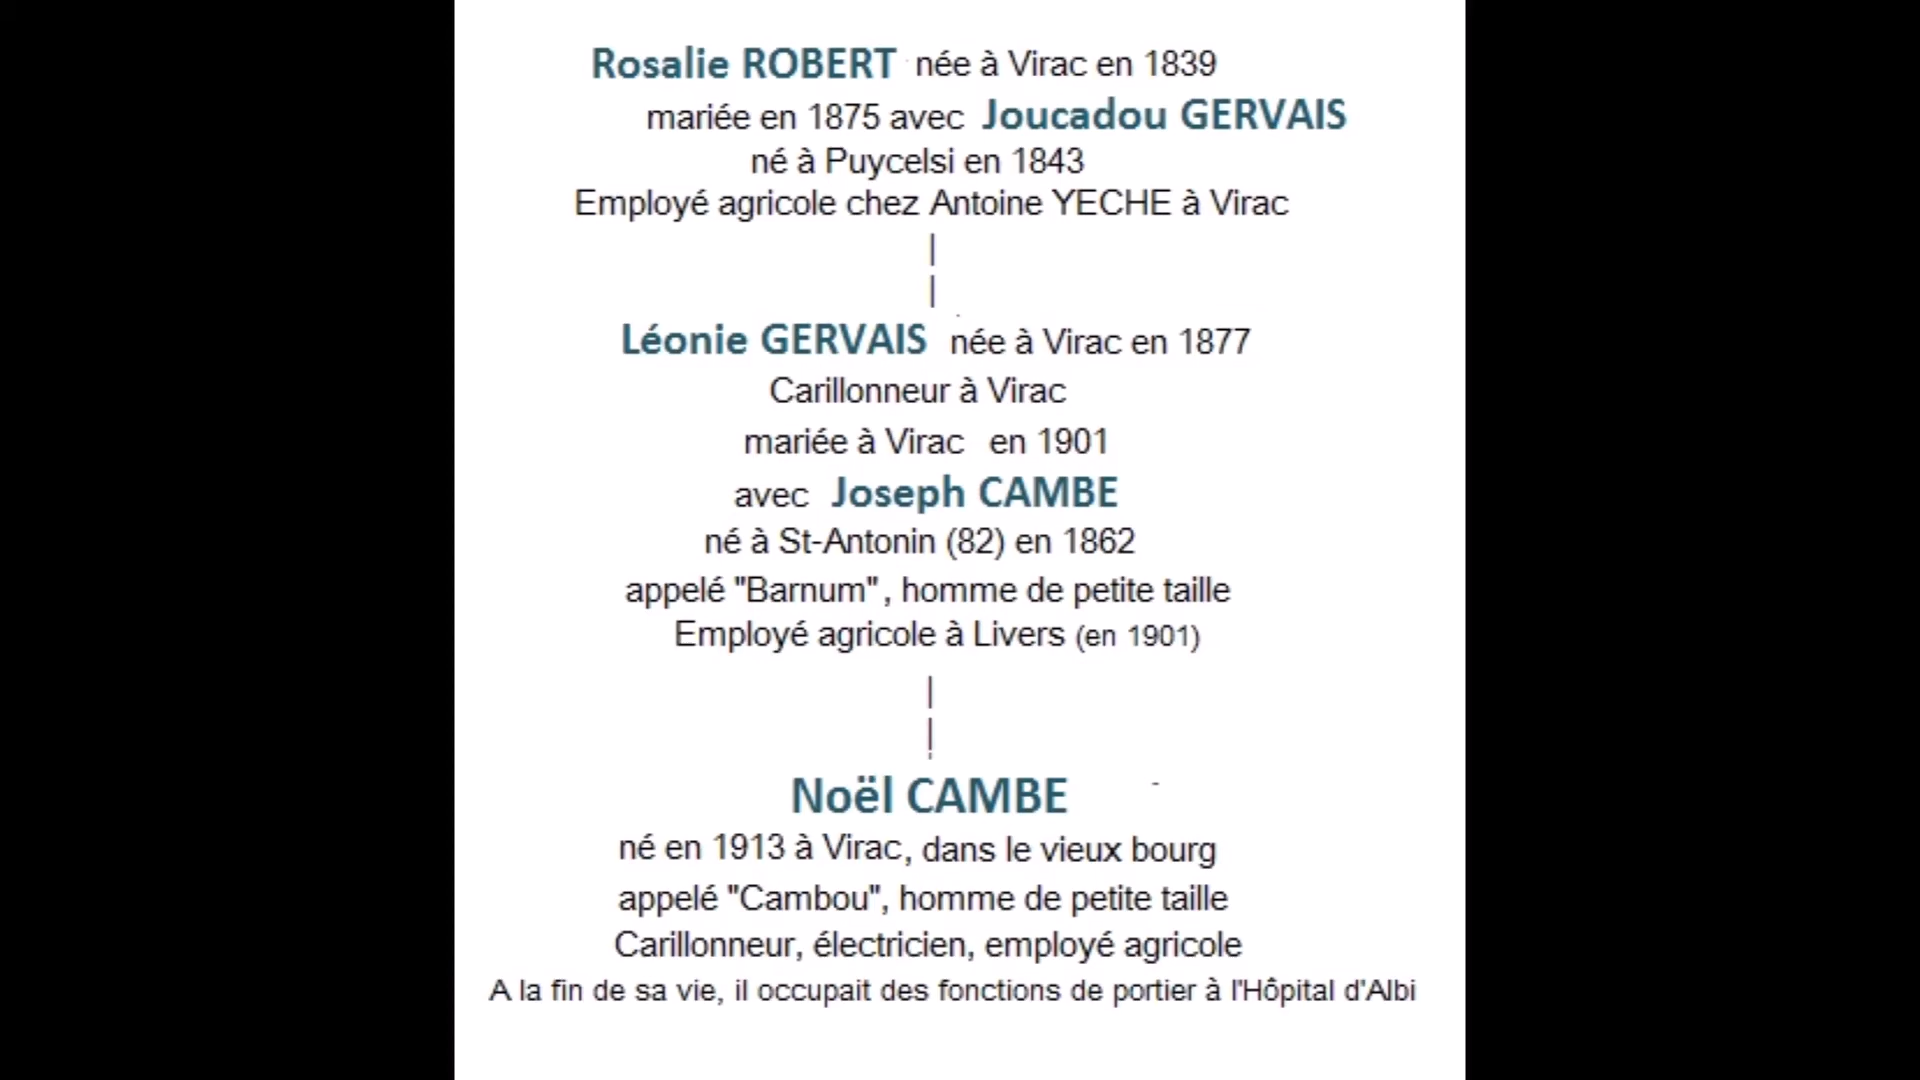 Rosalie ROBERT née à Virac en 1839
mariée en 1875 avec Joucadou GERVAIS
né à Puycelsi en 1843
Employé agricole chez Antoine YECHE à Virac
Léonie GERVAIS née à Virac en 1877
Carillonneur à Virac
mariée à Virac en 1901
avec Joseph CAMBE
né à St-Antonin (82) en 1862
appelé "Barnum", homme de petite taille
Employé agricole à Livers (en 1901)
Noël CAMBE
né en 1913 à Virac, dans le vieux bourg
appelé "Cambou", homme de petite taille
Carillonneur, électricien, employé agricole
A la fin de sa vie, il occupait des fonctions de portier à l'Hôpital d'Albi